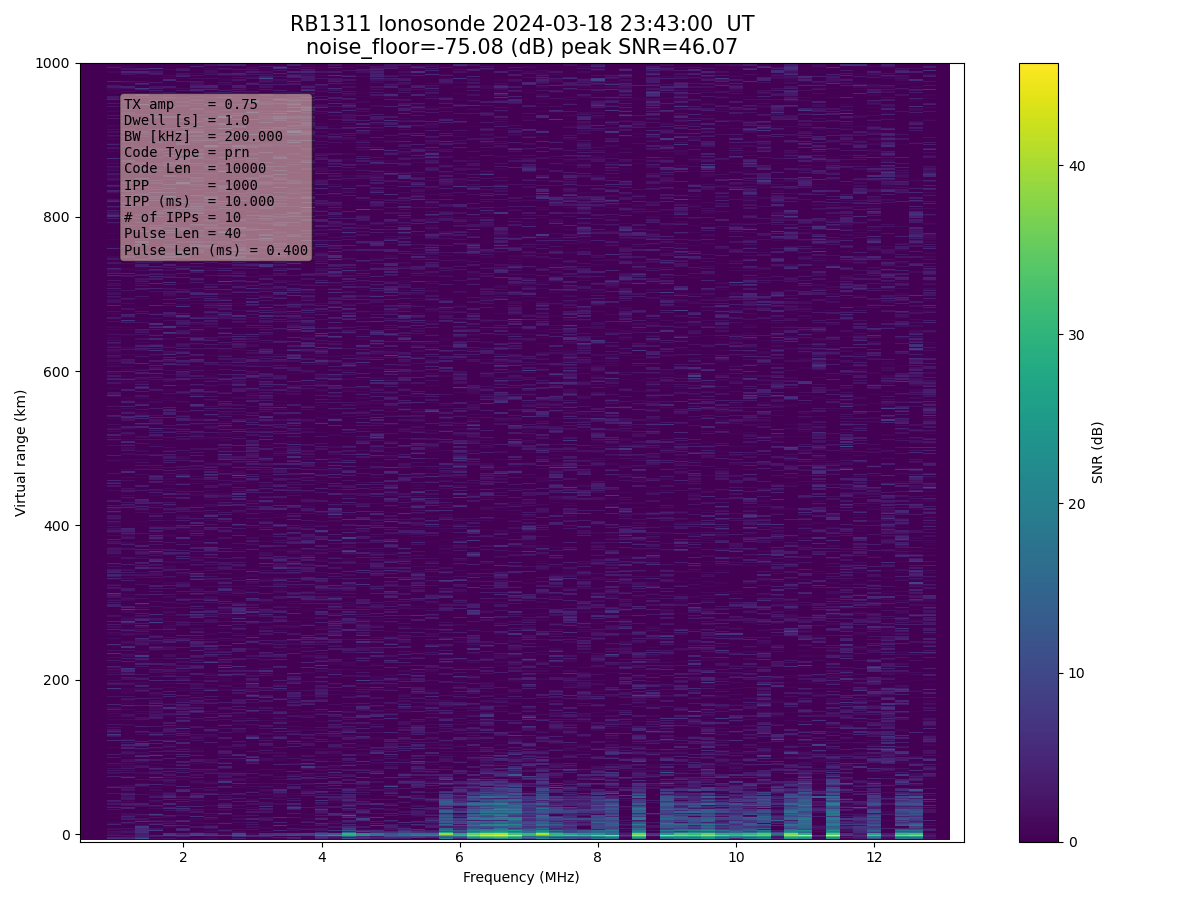 RB1311 Ionosonde 2024-03-18 23:43:00  UT
noise_floor=-75.08 (dB) peak SNR=46.07
1000
800
600
400
200
0
Virtual range (km)
TX amp    = 0.75
Dwell [s] = 1.0
BW [kHz]  = 200.000
Code Type = prn
Code Len  = 10000
IPP       = 1000
IPP (ms)  = 10.000
# of IPPs = 10
Pulse Len = 40
Pulse Len (ms) = 0.400
2 4 6 8 10 12
Frequency (MHz)
40
30
20
10
0
SNR (dB)